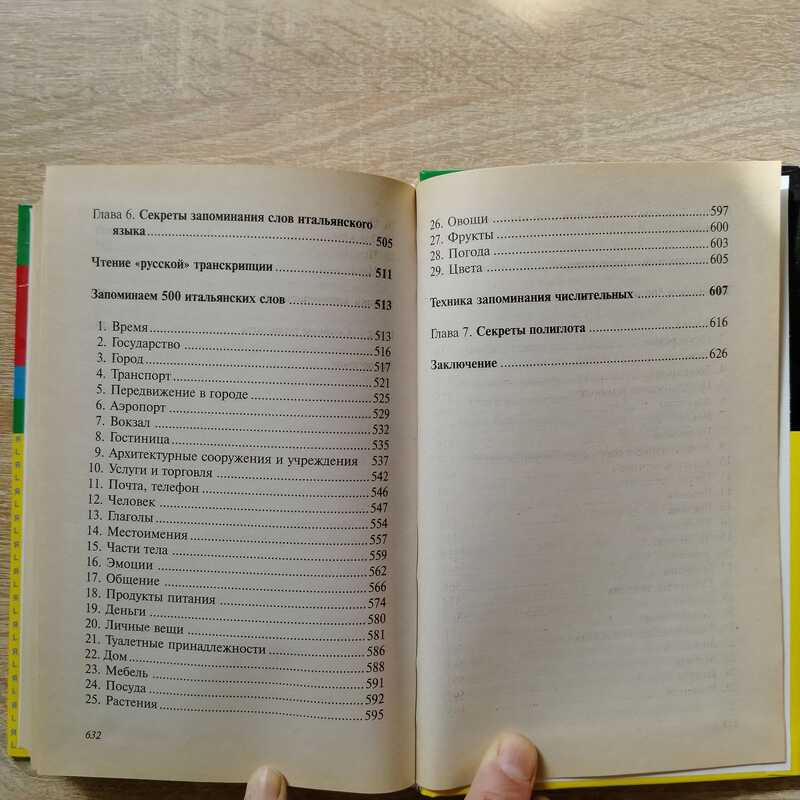 Глава 6. Секреты запоминания слов итальянского
языка 505
Чтение «русской» транскрипции 511
Запоминаем 500 итальянских слов 513
1. Время 513
2. Государство 516
3. Город 517
4. Транспорт 521
5. Передвижение в городе 525
6. Аэропорт 529
7. Вокзал 532
8. Гостиница 535
9. Архитектурные сооружения и учреждения 537
10. Услуги и торговля 542
11. Почта, телефон 546
12. Человек 547
13. Глаголы 554
14. Местоимения 557
15. Части тела 559
16. Эмоции 562
17. Общение 566
18. Продукты питания 574
19. Деньги 580
20. Личные вещи 581
21. Туалетные принадлежности 586
22. Дом 588
23. Мебель 591
24. Посуда 592
25. Растения 595
632
26. Овощи 597
27. Фрукты 600
28. Погода 603
29. Цвета 605
Техника запоминания числительных 607
Глава 7. Секреты полиглота 616
Заключение 626